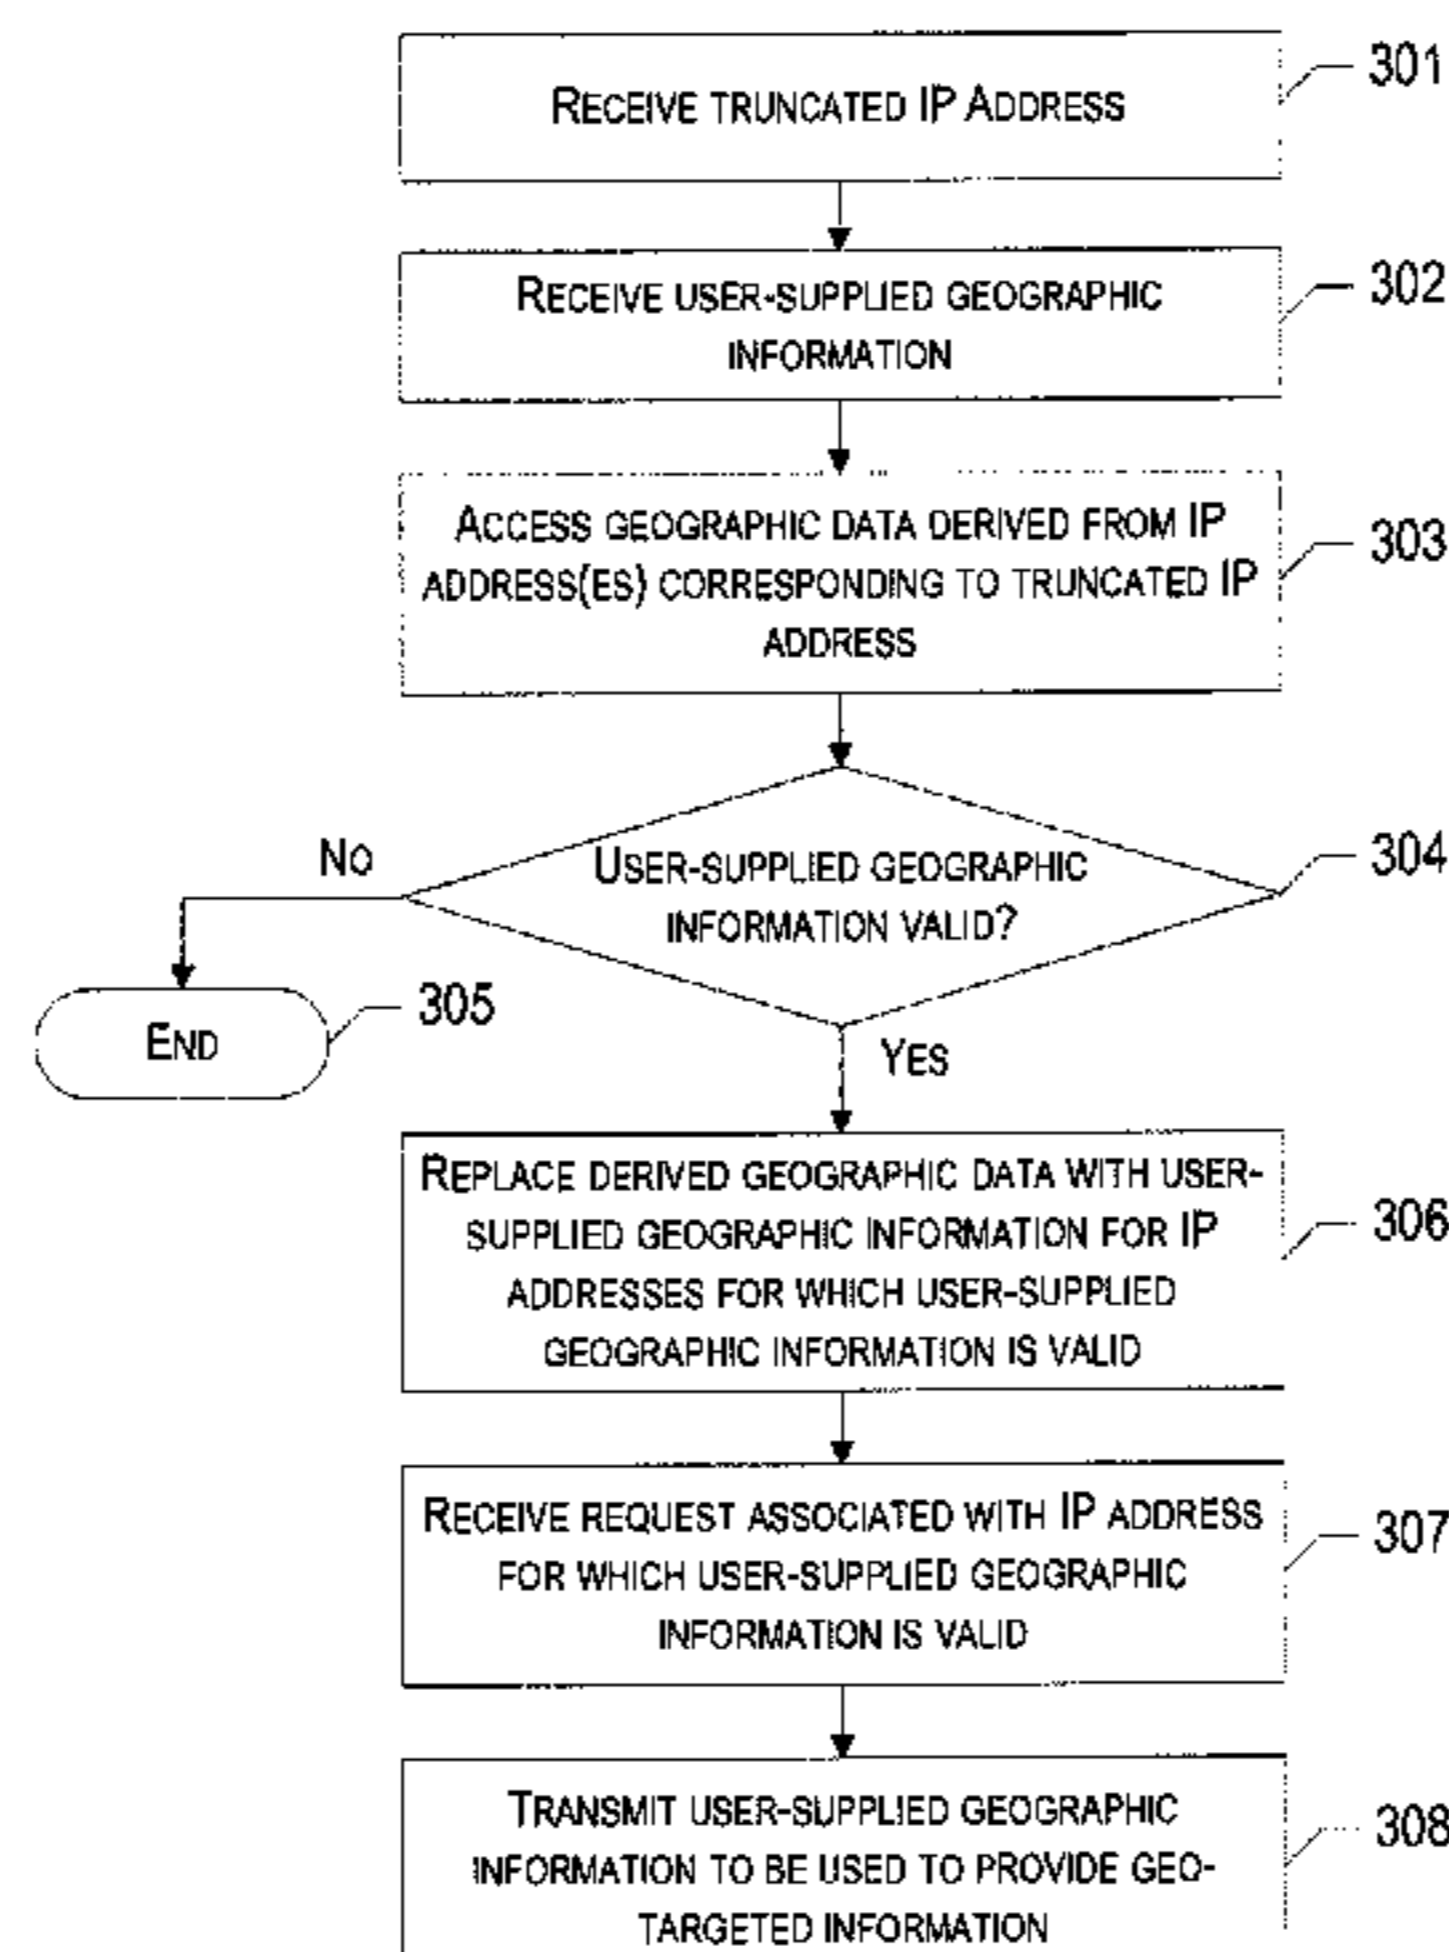 RECEIVE TRUNCATED IP ADDRESS
301
RECEIVE USER-SUPPLIED GEOGRAPHIC
INFORMATION
302
ACCESS GEOGRAPHIC DATA DERIVED FROM IP
ADDRESS(ES) CORRESPONDING TO TRUNCATED IP
ADDRESS
303
NO
USER-SUPPLIED GEOGRAPHIC
INFORMATION VALID?
304
END
305
YES
REPLACE DERIVED GEOGRAPHIC DATA WITH USER-
SUPPLIED GEOGRAPHIC INFORMATION FOR IP
ADDRESSES FOR WHICH USER-SUPPLIED
GEOGRAPHIC INFORMATION IS VALID
306
RECEIVE REQUEST ASSOCIATED WITH IP ADDRESS
FOR WHICH USER-SUPPLIED GEOGRAPHIC
INFORMATION IS VALID
307
TRANSMIT USER-SUPPLIED GEOGRAPHIC
INFORMATION TO BE USED TO PROVIDE GEO-
TARGETED INFORMATION
308